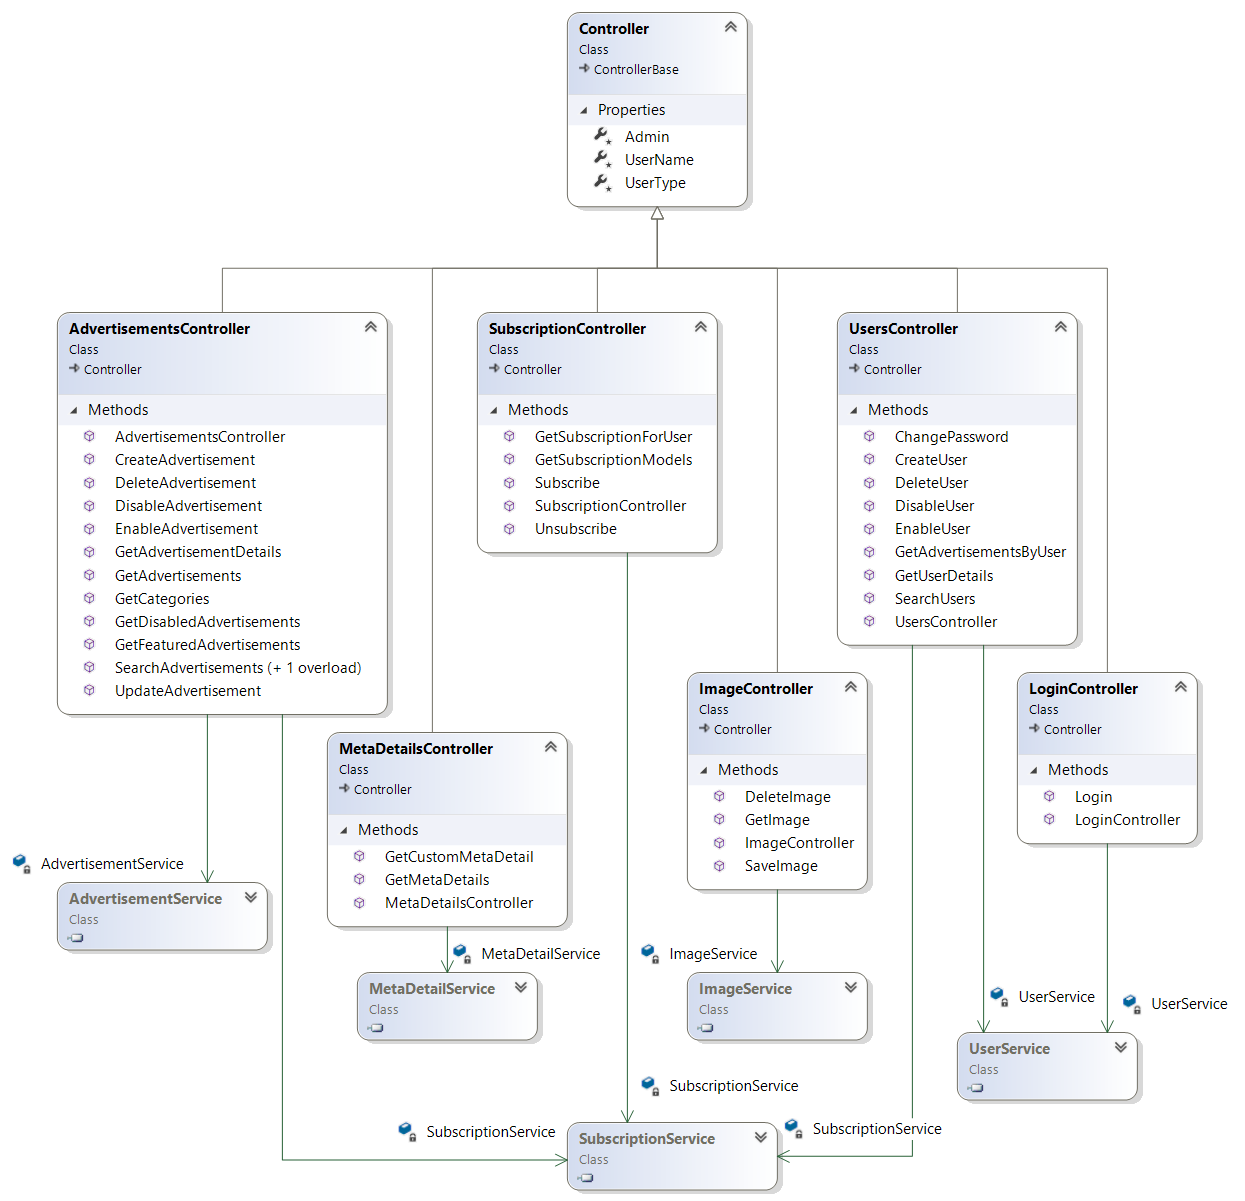 Controller
Class
ControllerBase
Properties
Admin
UserName
UserType
AdvertisementsController
Class
Controller
Methods
AdvertisementsController
CreateAdvertisement
DeleteAdvertisement
DisableAdvertisement
EnableAdvertisement
GetAdvertisementDetails
GetAdvertisements
GetCategories
GetDisabledAdvertisements
GetFeaturedAdvertisements
SearchAdvertisements (+ 1 overload)
UpdateAdvertisement
SubscriptionController
Class
Controller
Methods
GetSubscriptionForUser
GetSubscriptionModels
Subscribe
SubscriptionController
Unsubscribe
UsersController
Class
Controller
Methods
ChangePassword
CreateUser
DeleteUser
DisableUser
EnableUser
GetAdvertisementsByUser
GetUserDetails
SearchUsers
UsersController
MetaDetailsController
Class
Controller
Methods
GetCustomMetaDetail
GetMetaDetails
MetaDetailsController
ImageController
Class
Controller
Methods
DeleteImage
GetImage
ImageController
SaveImage
LoginController
Class
Controller
Methods
Login
LoginController
AdvertisementService
AdvertisementService
Class
MetaDetailService
MetaDetailService
Class
ImageService
ImageService
Class
UserService
UserService
UserService
Class
SubscriptionService
SubscriptionService
SubscriptionService
SubscriptionService
Class